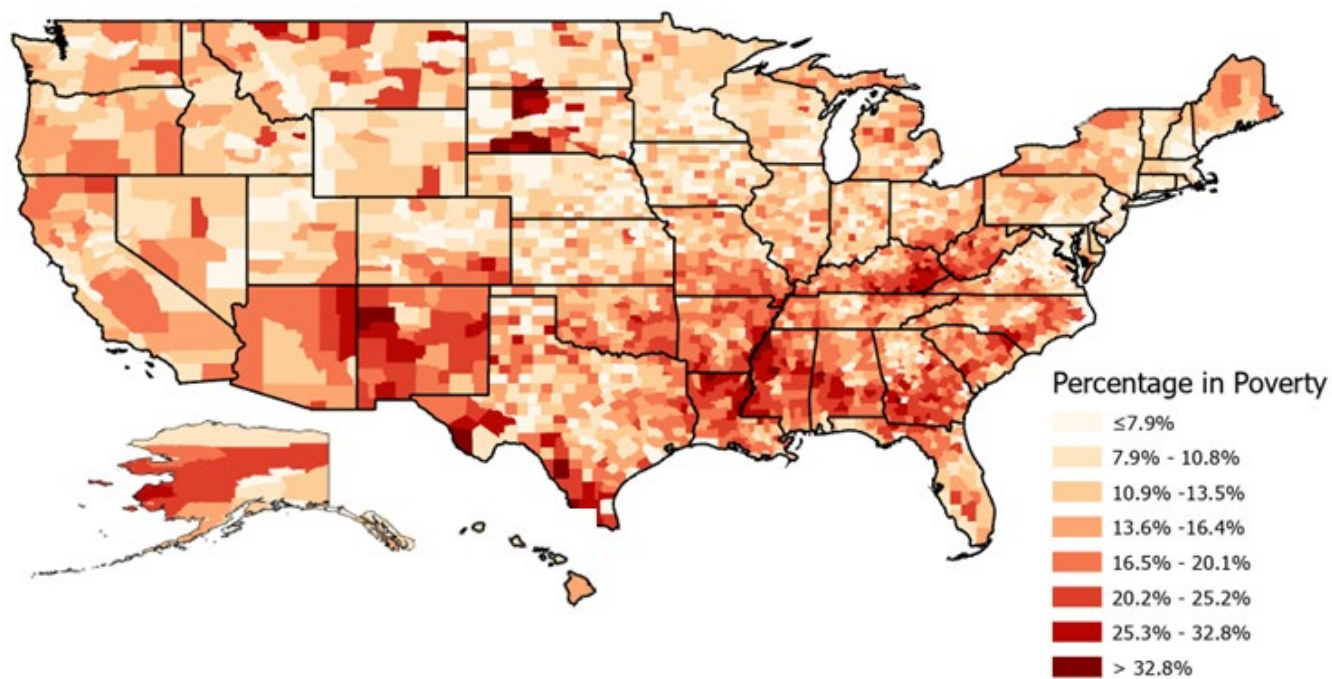 Percentage in Poverty
≤7.9%
7.9% - 10.8%
10.9% -13.5%
13.6% -16.4%
16.5% - 20.1%
20.2% - 25.2%
25.3% - 32.8%
> 32.8%